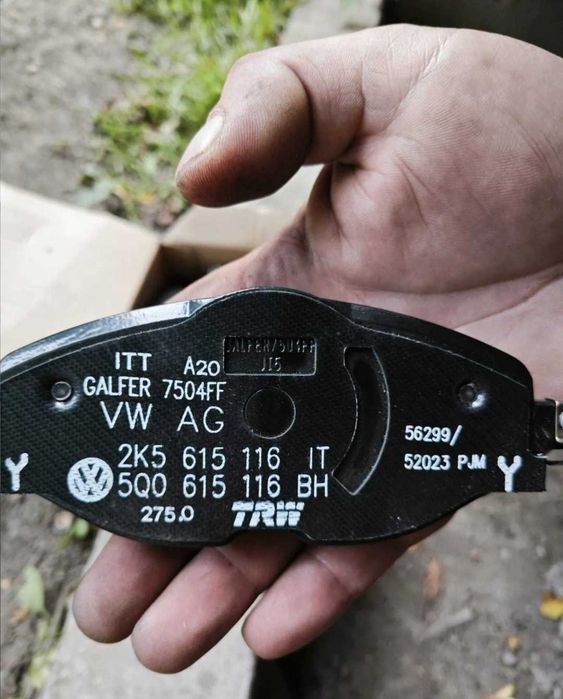 ITT A20
GALFER 7504FF
VW AG
2K5 615 116 IT
5Q0 615 116 BH
275.0 TRW
56299/
52023 PJM
Y
Y